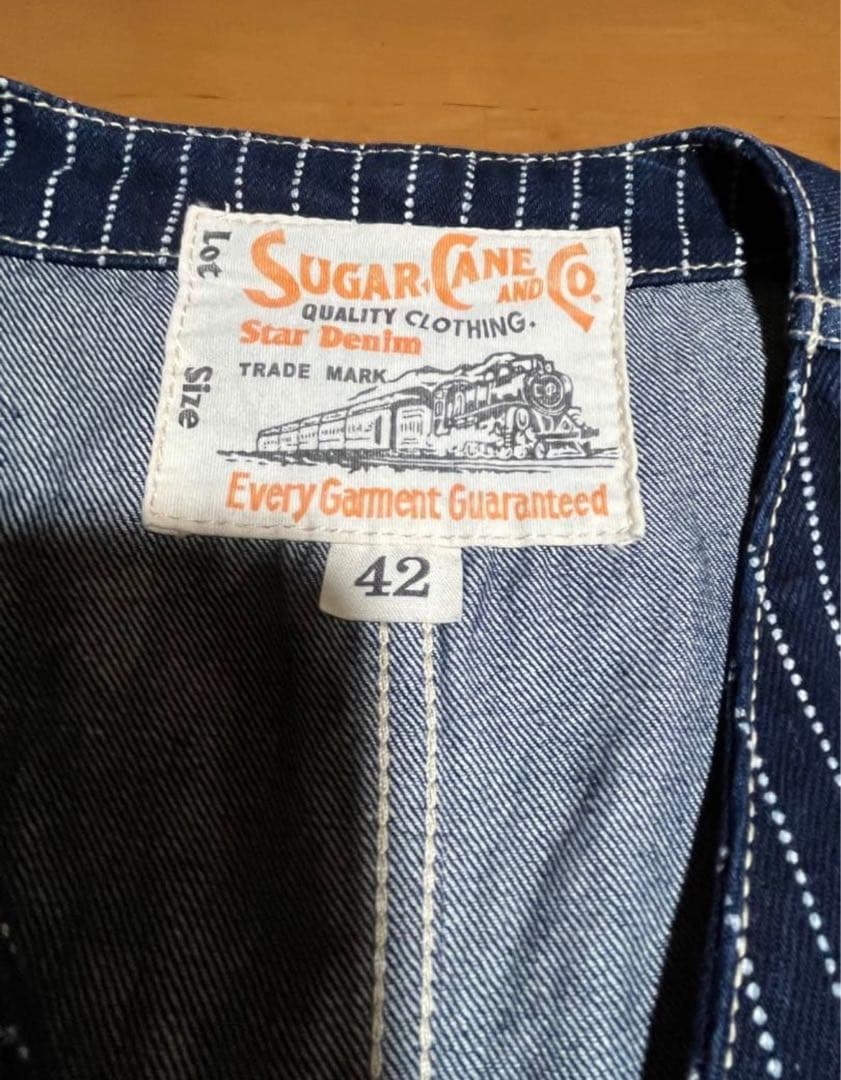 Lot
SUGAR CANE AND CO.
QUALITY CLOTHING.
Star Denim
TRADE MARK
Size
Every Garment Guaranteed
42